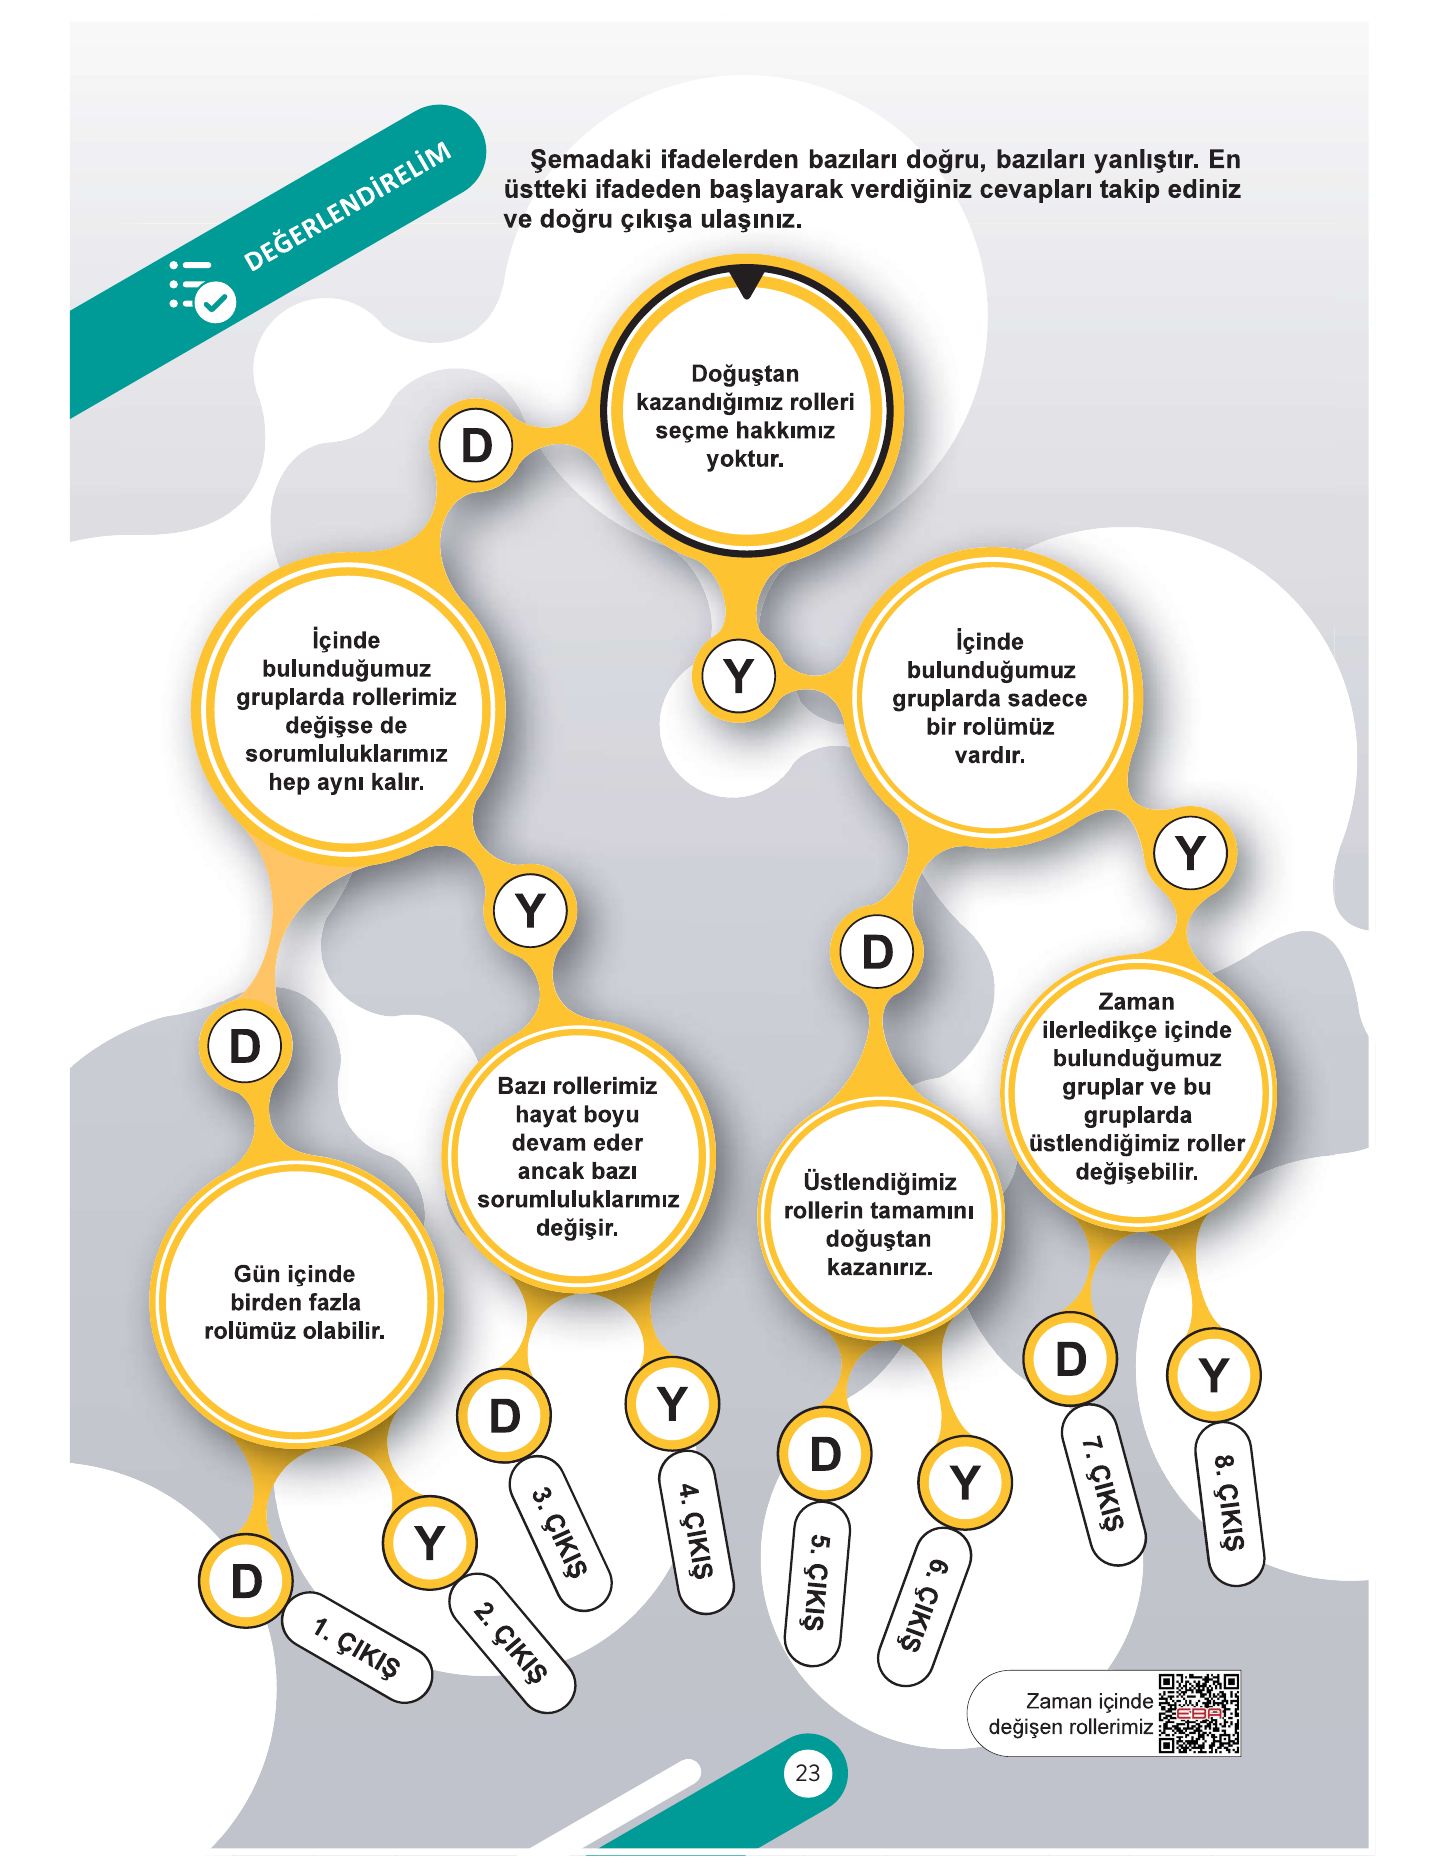 DEĞERLENDİRELİM
Şemadaki ifadelerden bazıları doğru, bazıları yanlıştır. En
üstteki ifadeden başlayarak verdiğiniz cevapları takip ediniz
ve doğru çıkışa ulaşınız.
Doğuştan
kazandığımız rolleri
seçme hakkımız
yoktur.
D
Y
İçinde
bulunduğumuz
gruplarda rollerimiz
değişse de
sorumluluklarımız
hep aynı kalır.
İçinde
bulunduğumuz
gruplarda sadece
bir rolümüz
vardır.
D
Y
D
Y
Gün içinde
birden fazla
rolümüz olabilir.
Bazı rollerimiz
hayat boyu
devam eder
ancak bazı
sorumluluklarımız
değişir.
Üstlendiğimiz
rollerin tamamını
doğuştan
kazanırız.
Zaman
ilerledikçe içinde
bulunduğumuz
gruplar ve bu
gruplarda
üstlendiğimiz roller
değişebilir.
D
Y
D
Y
D
Y
D
Y
1. ÇIKIŞ
2. ÇIKIŞ
3. ÇIKIŞ
4. ÇIKIŞ
5. ÇIKIŞ
6. ÇIKIŞ
7. ÇIKIŞ
8. ÇIKIŞ
Zaman içinde
değişen rollerimiz
EBA
23